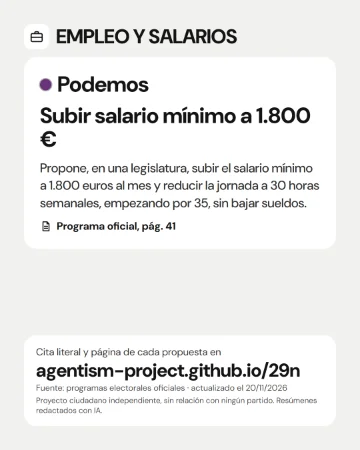 EMPLEO Y SALARIOS
Podemos
Subir salario mínimo a 1.800
€
Propone, en una legislatura, subir el salario mínimo
a 1.800 euros al mes y reducir la jornada a 30 horas
semanales, empezando por 35, sin bajar sueldos.
Programa oficial, pág. 41
Cita literal y página de cada propuesta en
agentism-project.github.io/29n
Fuente: programas electorales oficiales · actualizado el 20/11/2026
Proyecto ciudadano independiente, sin relación con ningún partido. Resúmenes
redactados con IA.